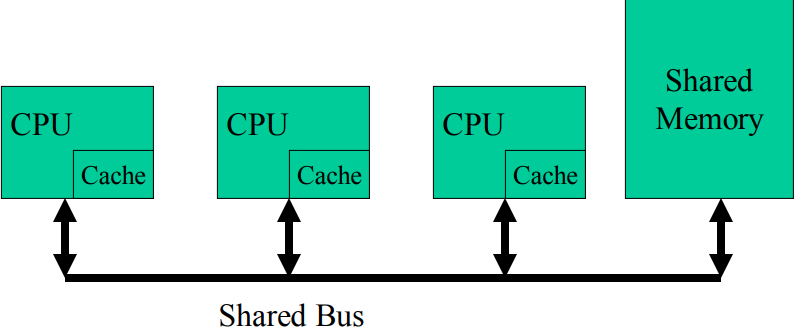 CPU
Cache
CPU
Cache
CPU
Cache
Shared
Memory
Shared Bus